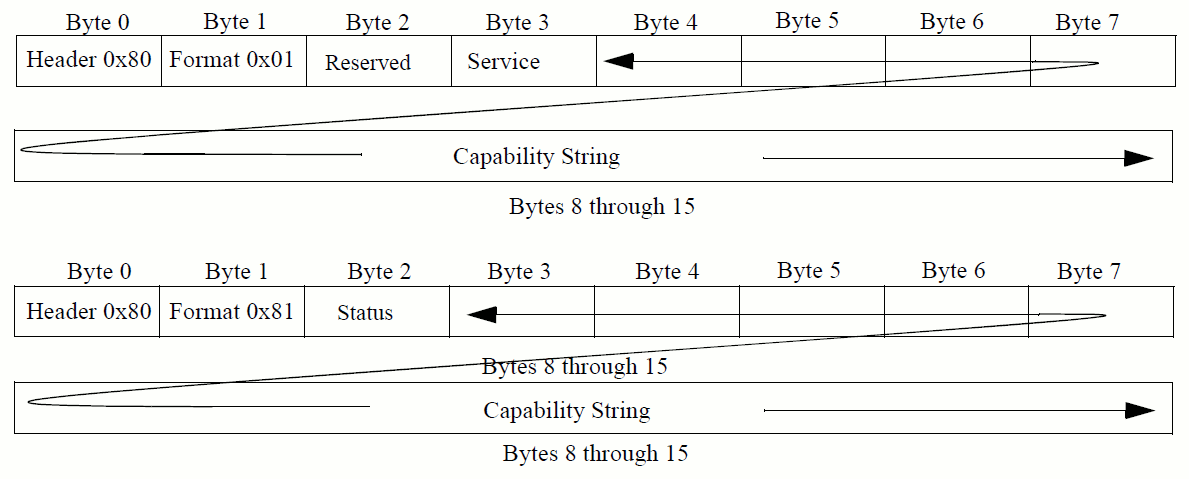 Byte 0 Byte 1 Byte 2 Byte 3 Byte 4 Byte 5 Byte 6 Byte 7
Header 0x80 Format 0x01 Reserved Service
Capability String
Bytes 8 through 15
Byte 0 Byte 1 Byte 2 Byte 3 Byte 4 Byte 5 Byte 6 Byte 7
Header 0x80 Format 0x81 Status
Bytes 8 through 15
Capability String
Bytes 8 through 15